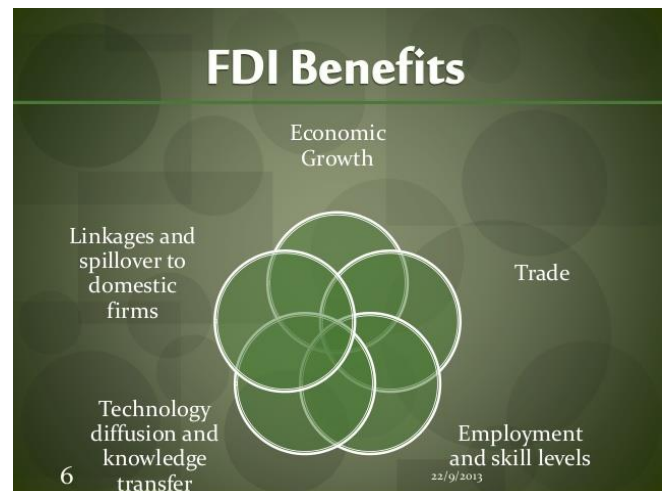 FDI Benefits
Economic
Growth
Linkages and
spillover to
domestic
firms
Trade
Technology
diffusion and
knowledge
transfer
Employment
and skill levels
6
22/9/2013